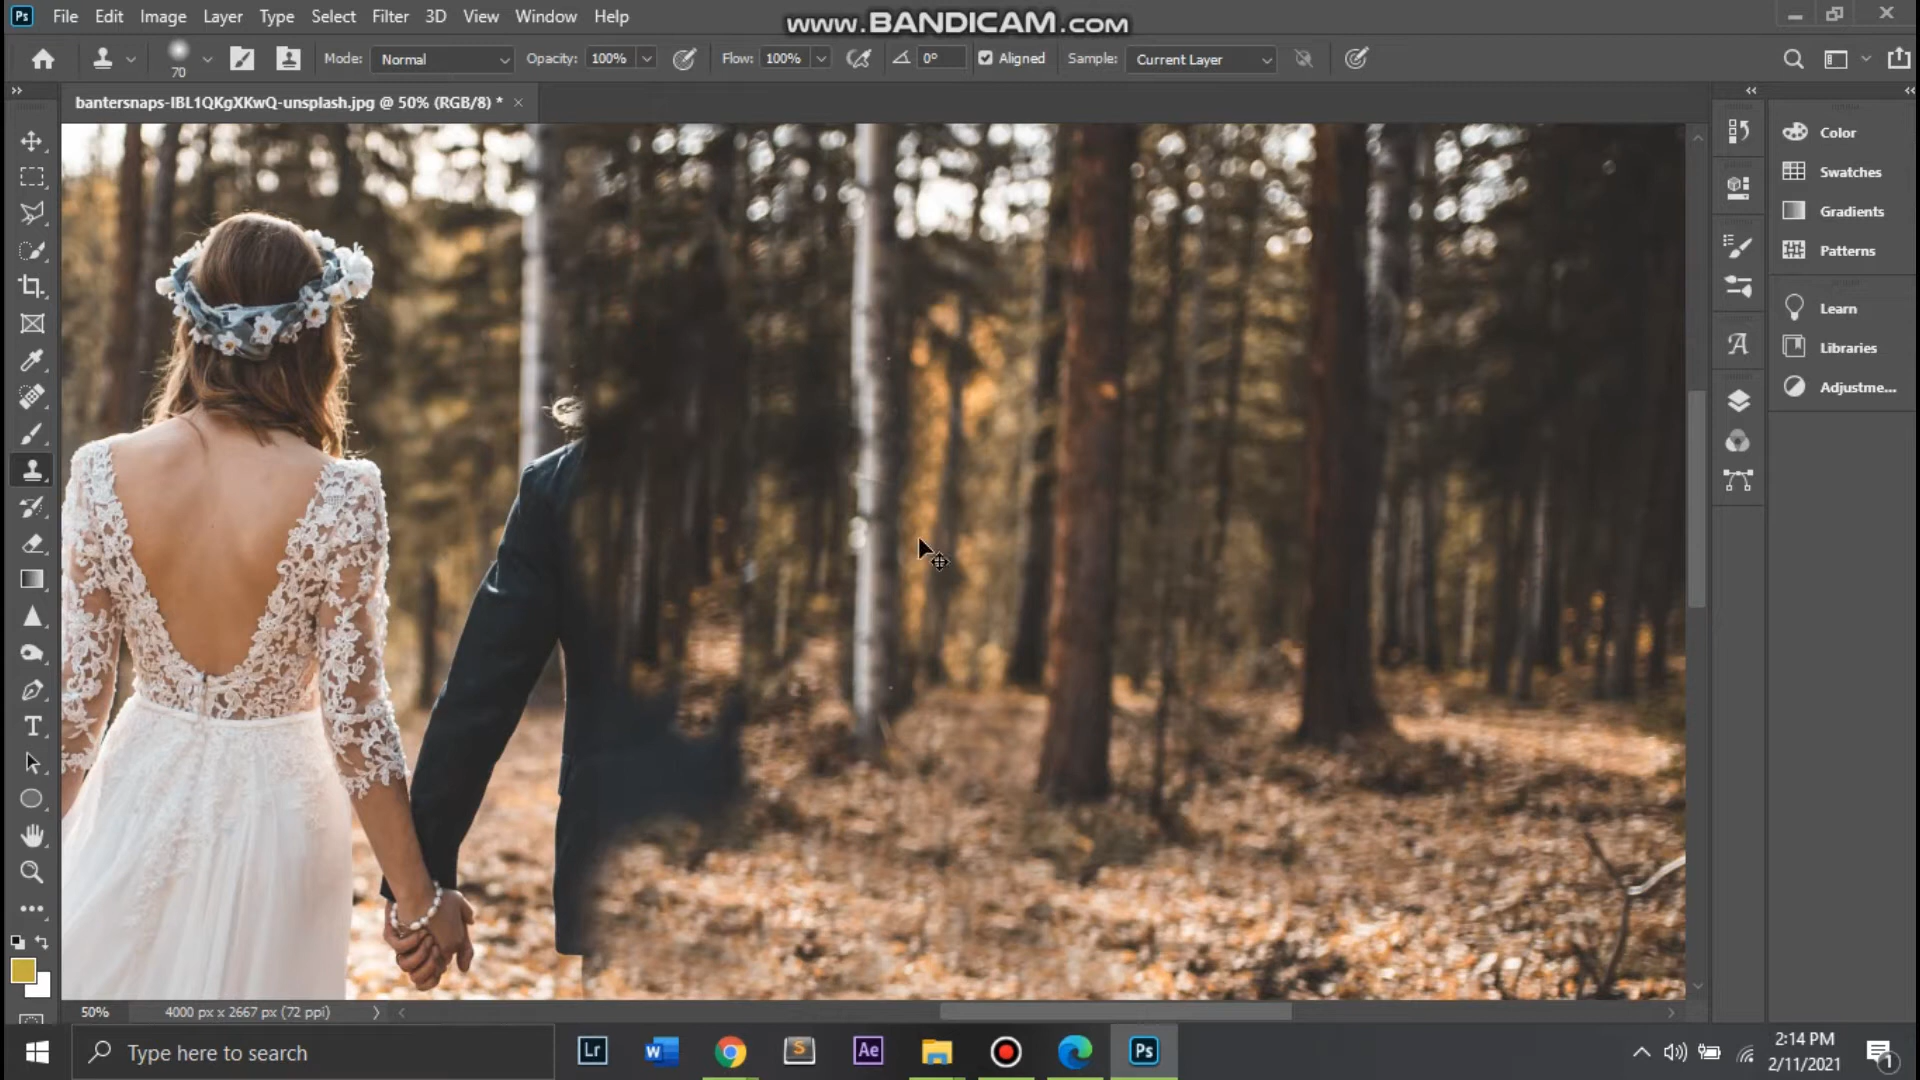 Ps File Edit Image Layer Type Select Filter 3D View Window Help
www.BANDICAM.com
70 Mode: Normal Opacity: 100% Flow: 100% 0° Aligned Sample: Current Layer
bantersnaps-IBL1QKgXKwQ-unsplash.jpg @ 50% (RGB/8) * ×
Color
Swatches
Gradients
Patterns
Learn
Libraries
Adjustme...
50% 4000 px x 2667 px (72 ppi)
Type here to search
Lr W S Ae Ps
2:14 PM
2/11/2021
1